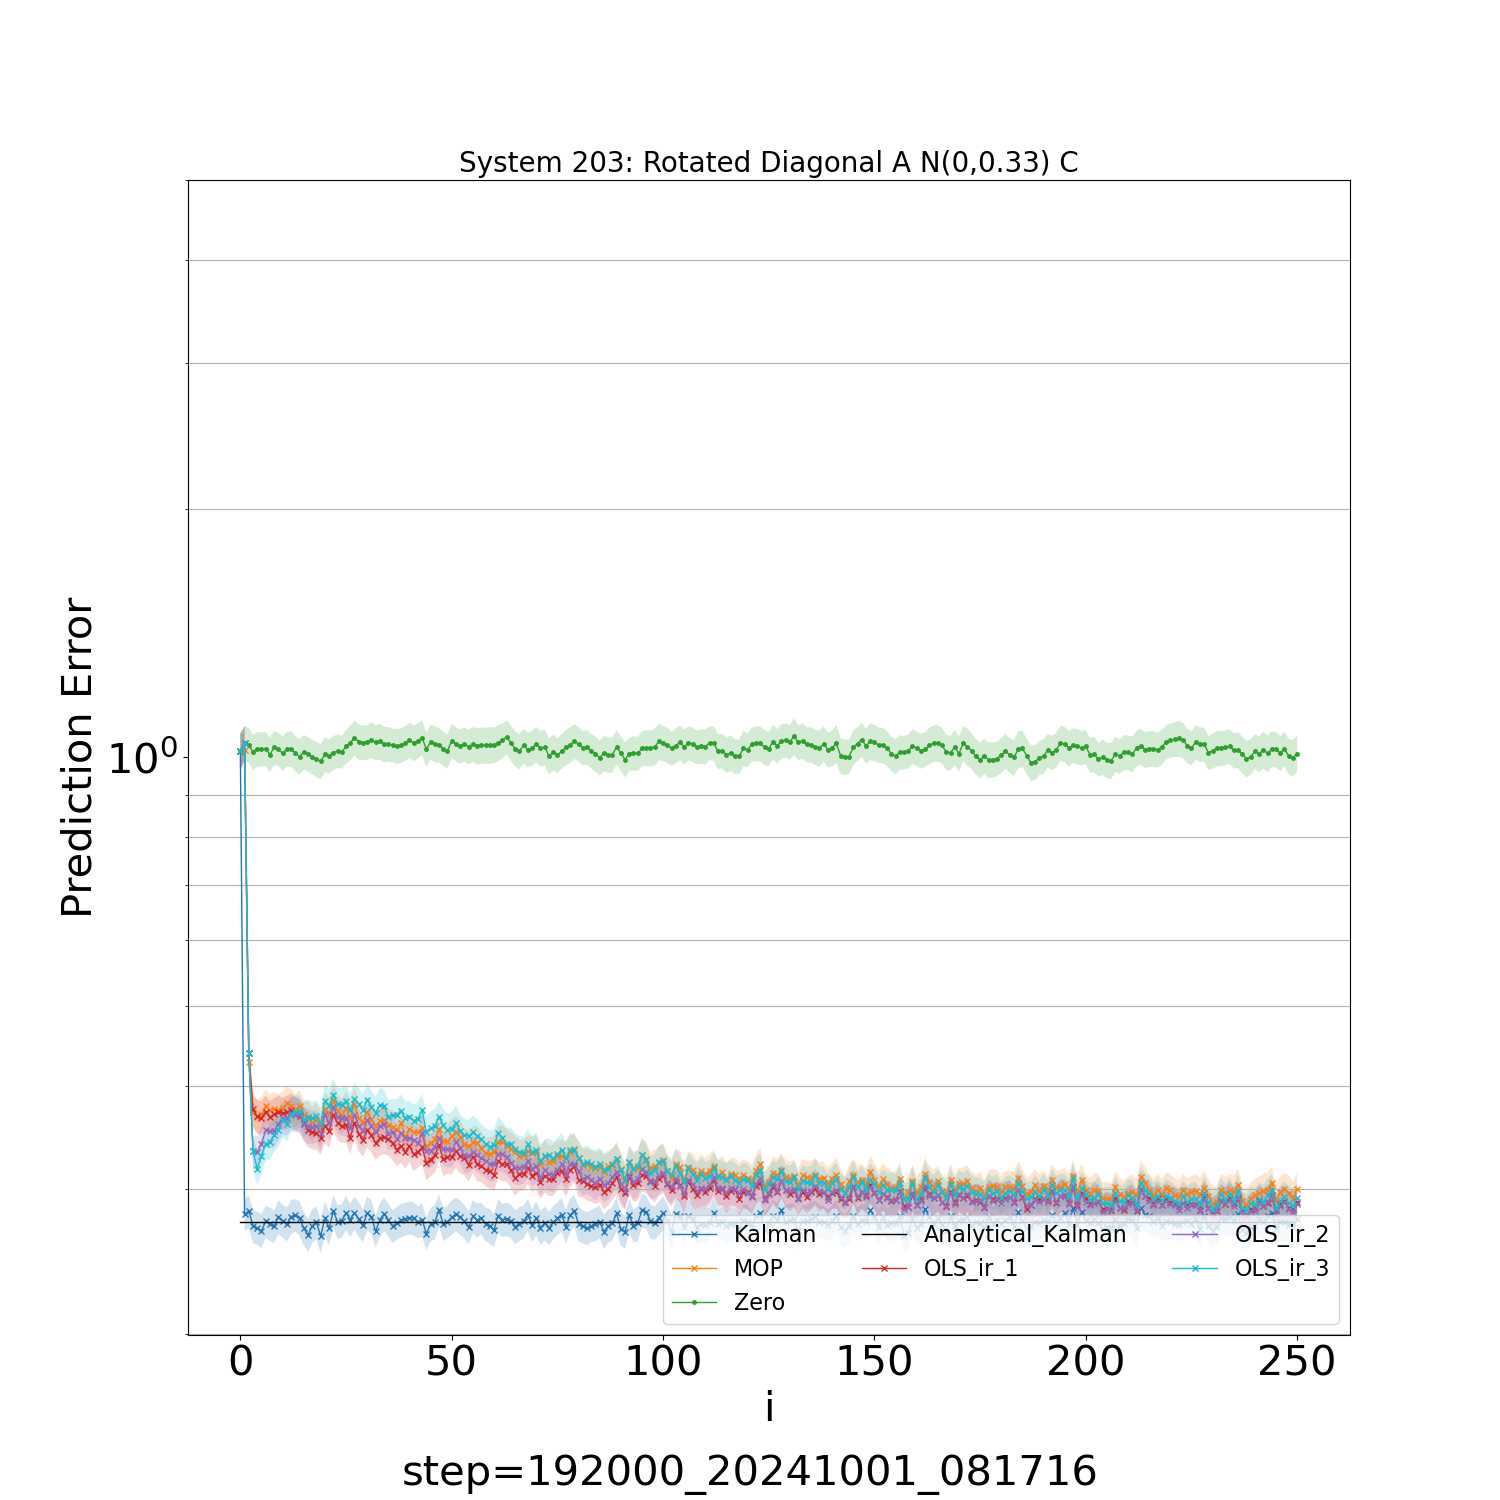 System 203: Rotated Diagonal A N(0,0.33) C
Prediction Error
10⁰
Kalman
MOP
Zero
Analytical_Kalman
OLS_ir_1
OLS_ir_2
OLS_ir_3
0 50 100 150 200 250
i
step=192000_20241001_081716